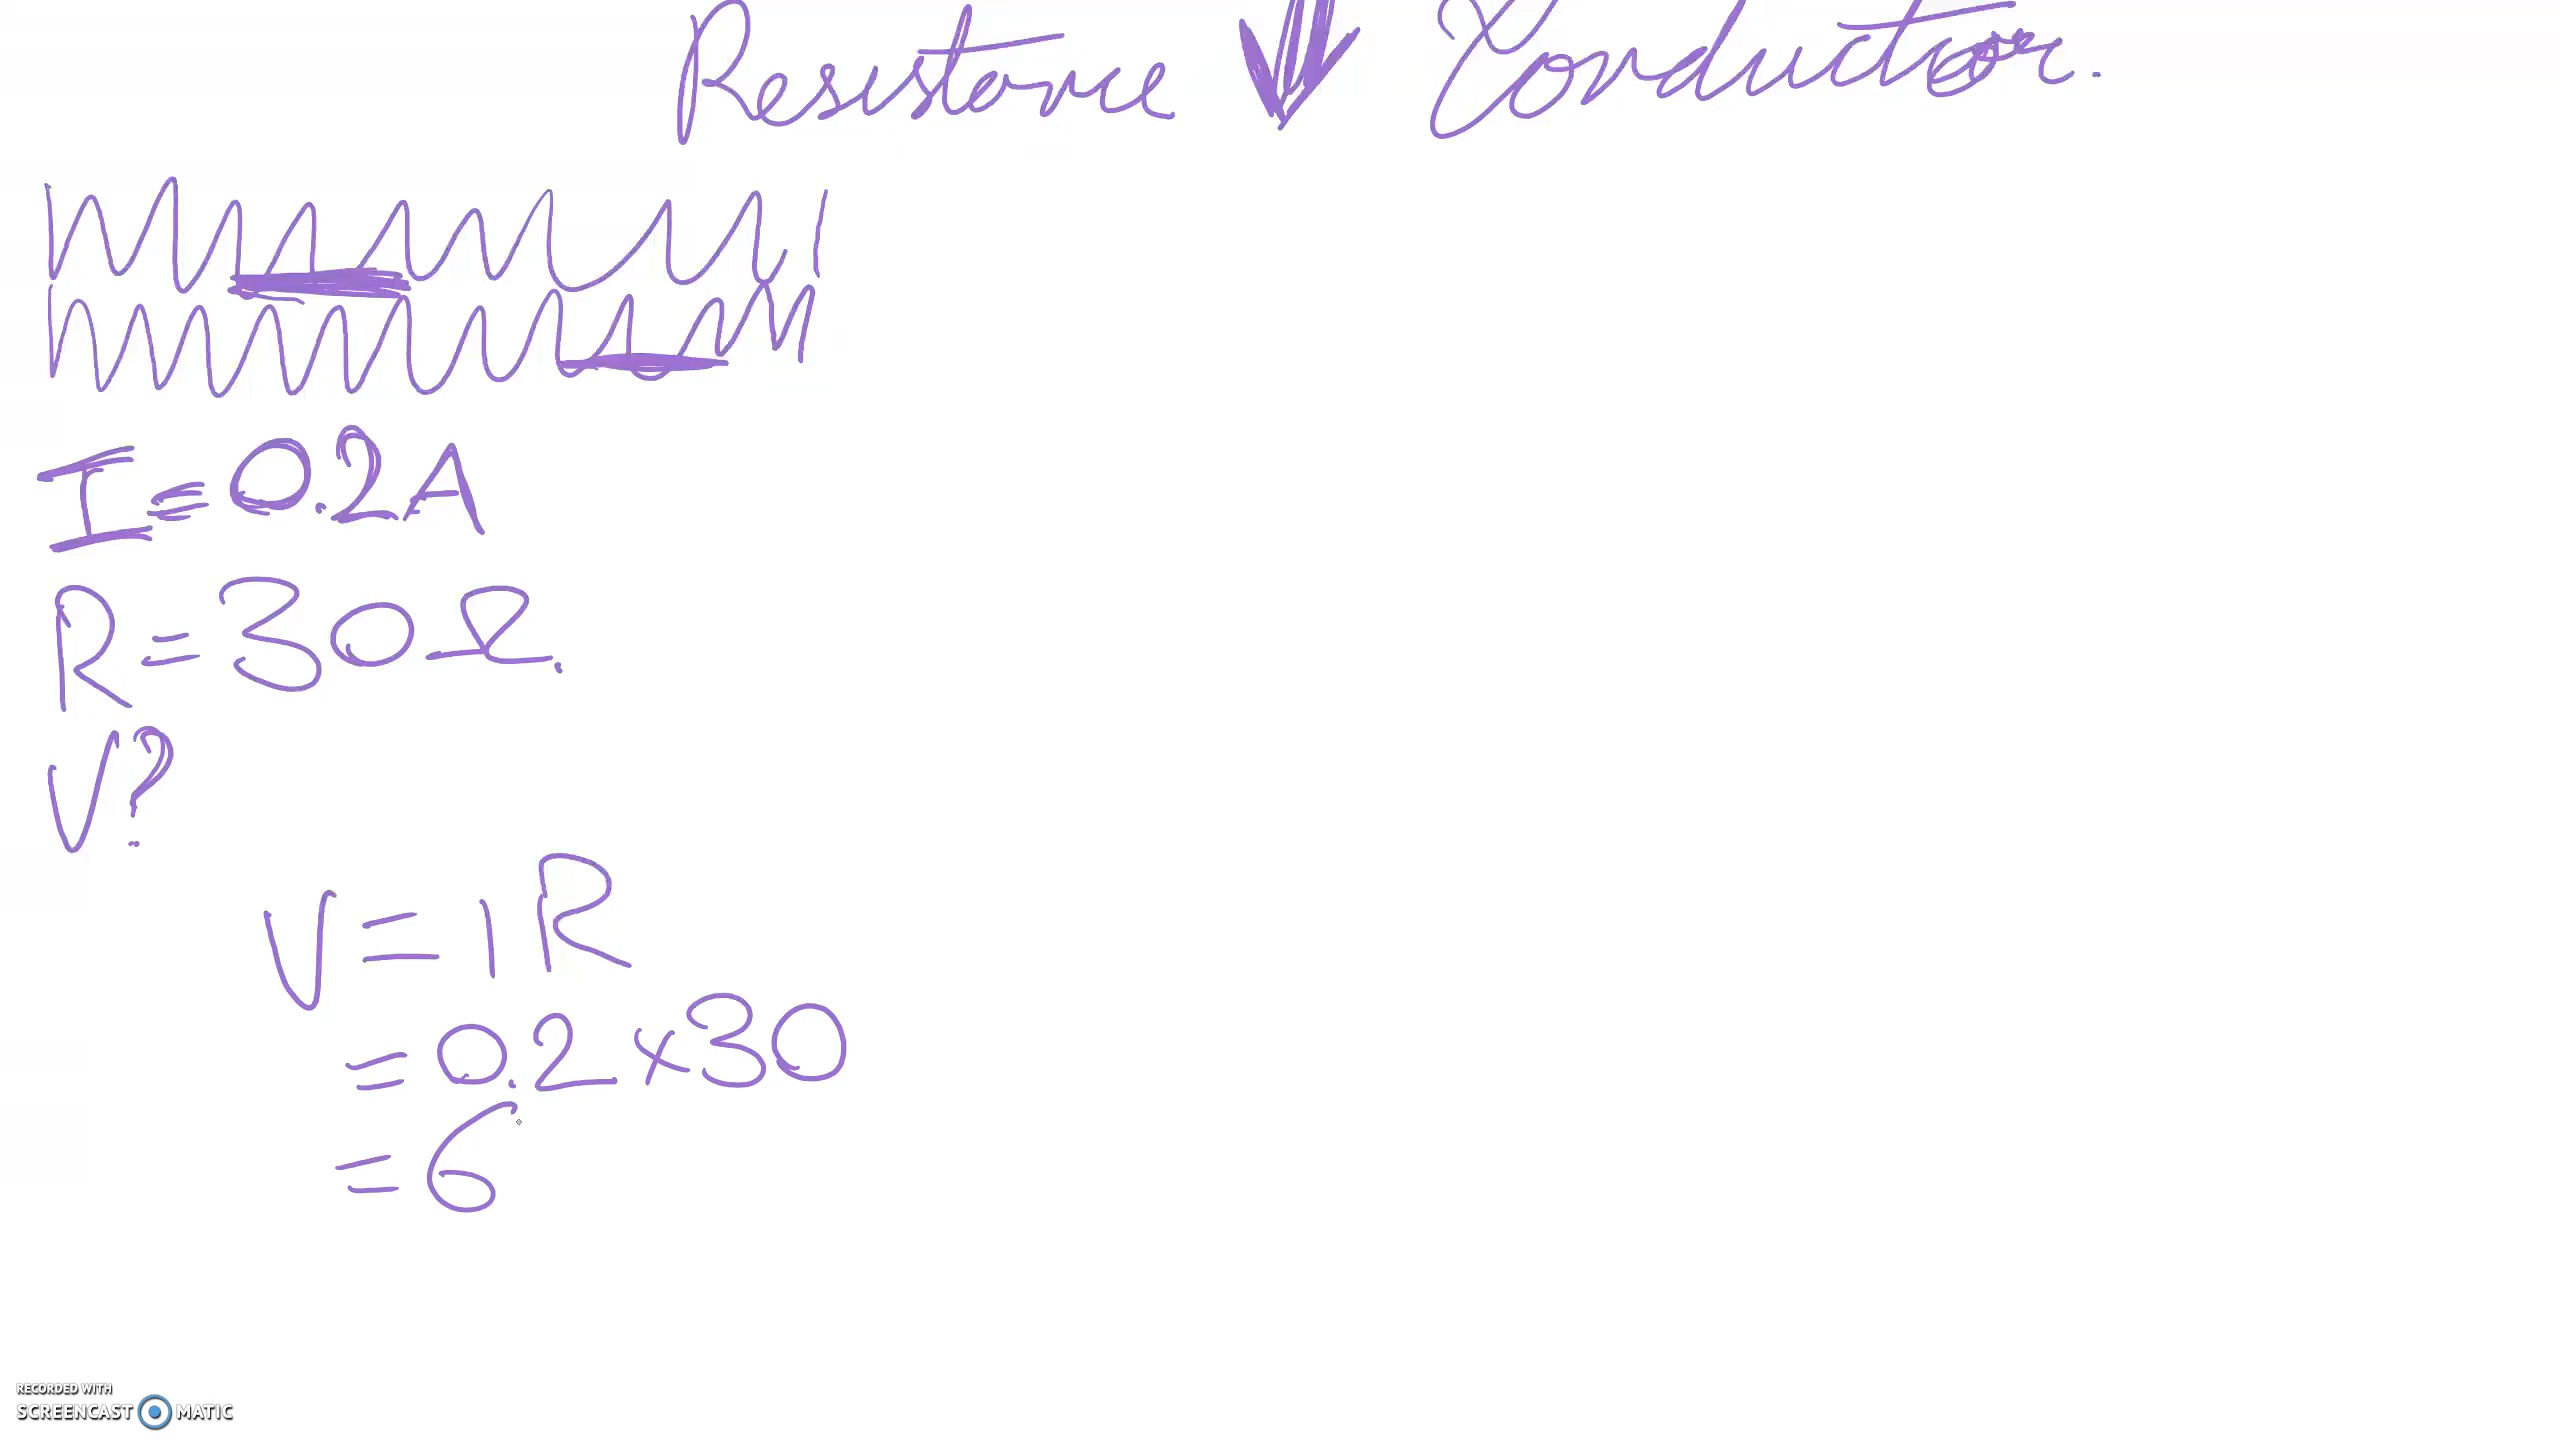 Resistance ⇓ Conductor.
I = 0.2A
R = 30Ω.
V?
V = IR
= 0.2 × 30
= 6
RECORDED WITH
SCREENCAST MATIC